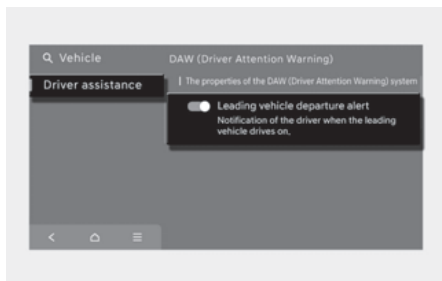 Vehicle
DAW (Driver Attention Warning)
Driver assistance
The properties of the DAW (Driver Attention Warning) system
Leading vehicle departure alert
Notification of the driver when the leading
vehicle drives on.